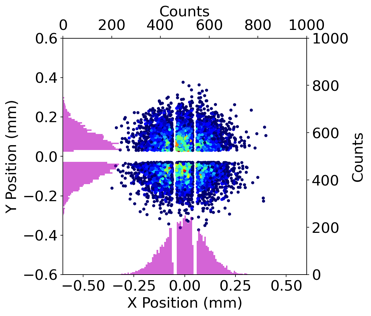 Counts
0 200 400 600 800 1000
0.6 1000
0.4 800
0.2 600
0.0
−0.2 400
−0.4 200
−0.6 0
Y Position (mm)
Counts
−0.50 −0.25 0.00 0.25 0.50
X Position (mm)